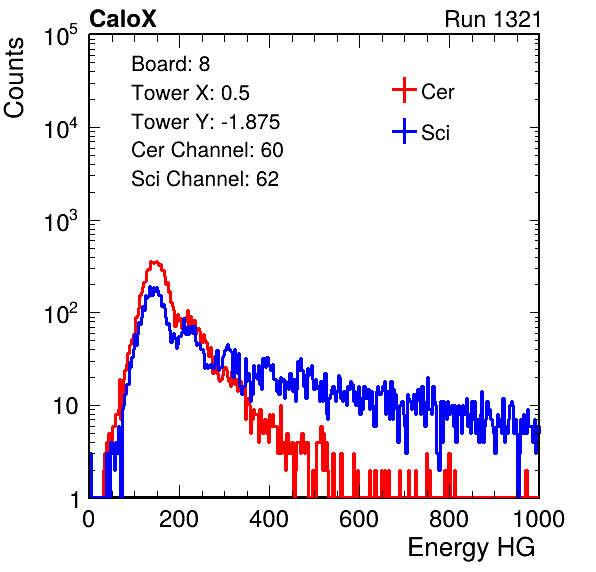 CaloX Run 1321
Counts
10^5
10^4
10^3
10^2
10
1
Board: 8
Tower X: 0.5
Tower Y: -1.875
Cer Channel: 60
Sci Channel: 62
Cer
Sci
0 200 400 600 800 1000
Energy HG